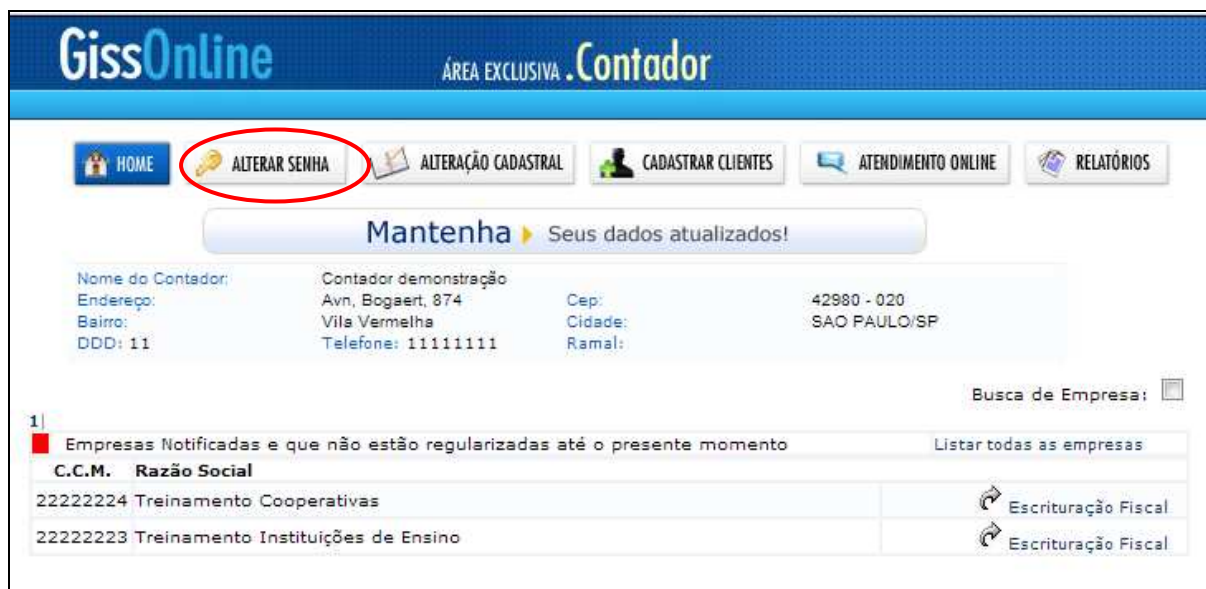 GissOnline ÁREA EXCLUSIVA .Contador
HOME ALTERAR SENHA ALTERAÇÃO CADASTRAL CADASTRAR CLIENTES ATENDIMENTO ONLINE RELATÓRIOS
Mantenha Seus dados atualizados!
Nome do Contador: Contador demonstração
Endereço: Avn, Bogaert, 874 Cep: 42980 - 020
Bairro: Vila Vermelha Cidade: SAO PAULO/SP
DDD: 11 Telefone: 11111111 Ramal:
Busca de Empresa:
1|
Empresas Notificadas e que não estão regularizadas até o presente momento Listar todas as empresas
C.C.M. Razão Social
22222224 Treinamento Cooperativas Escrituração Fiscal
22222223 Treinamento Instituições de Ensino Escrituração Fiscal